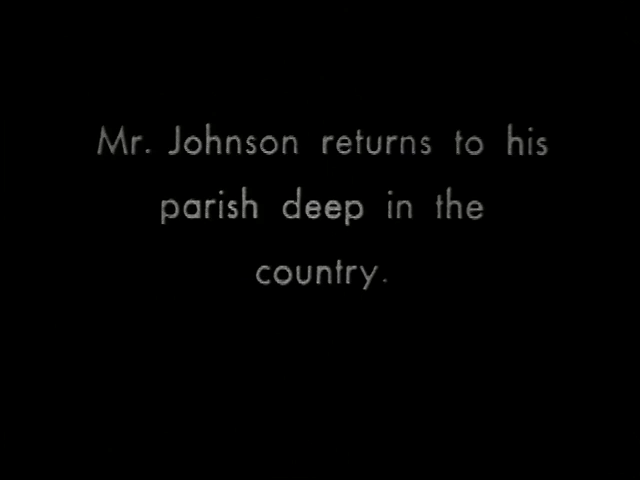 Mr. Johnson returns to his
parish deep in the
country.